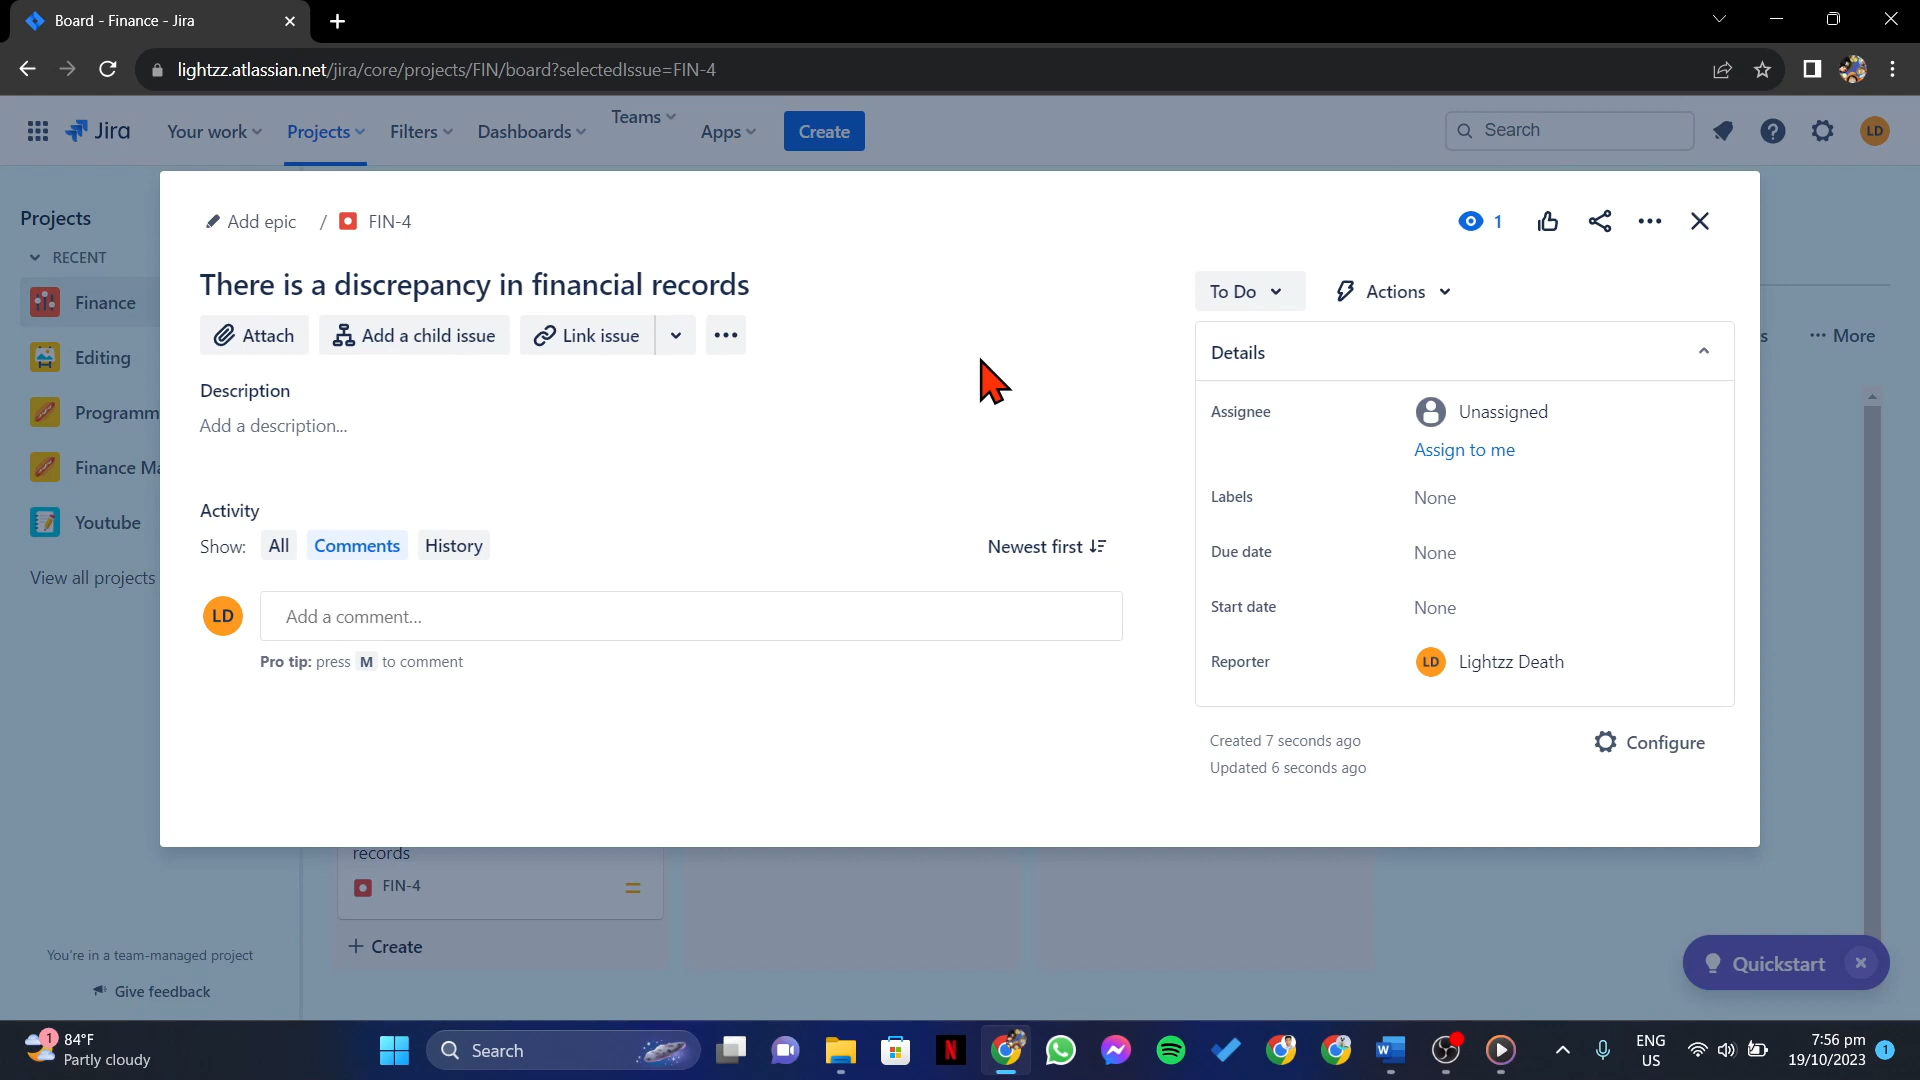 Board - Finance - Jira
lightzz.atlassian.net/jira/core/projects/FIN/board?selectedIssue=FIN-4
Jira
Your work
Projects
Filters
Dashboards
Teams
Apps
Create
Search
LD
Projects
RECENT
Finance
Editing
Programm
Finance Ma
Youtube
View all projects
You're in a team-managed project
Give feedback
Add epic / FIN-4
1
There is a discrepancy in financial records
Attach
Add a child issue
Link issue
Description
Add a description...
Activity
Show: All Comments History
Newest first
LD
Add a comment...
Pro tip: press M to comment
To Do
Actions
Details
Assignee
Unassigned
Assign to me
Labels
None
Due date
None
Start date
None
Reporter
LD Lightzz Death
Created 7 seconds ago
Updated 6 seconds ago
Configure
s
More
records
FIN-4
+ Create
Quickstart
1
84°F
Partly cloudy
Search
N
W
ENG
US
7:56 pm
19/10/2023
1